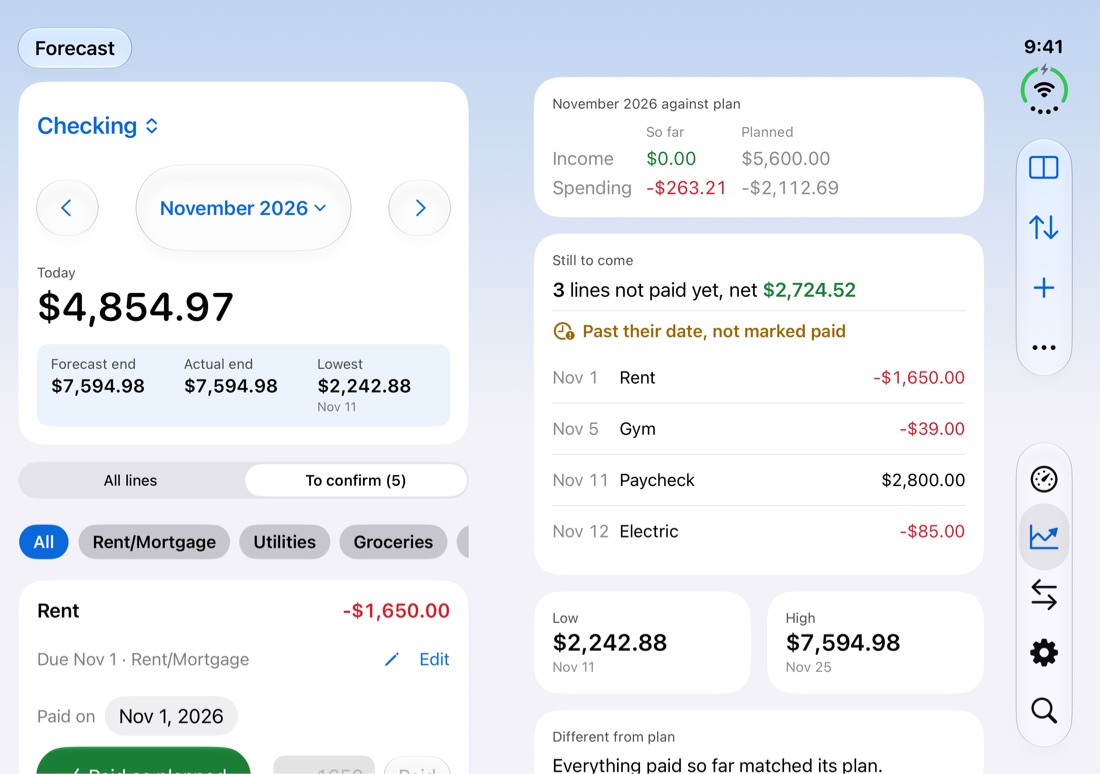 Forecast
9:41
Checking
November 2026
Today
$4,854.97
Forecast end Actual end Lowest
$7,594.98 $7,594.98 $2,242.88
Nov 11
All lines To confirm (5)
All Rent/Mortgage Utilities Groceries
Rent -$1,650.00
Due Nov 1 · Rent/Mortgage Edit
Paid on Nov 1, 2026
Paid as planned 1650 Paid
November 2026 against plan
So far Planned
Income $0.00 $5,600.00
Spending -$263.21 -$2,112.69
Still to come
3 lines not paid yet, net $2,724.52
Past their date, not marked paid
Nov 1 Rent -$1,650.00
Nov 5 Gym -$39.00
Nov 11 Paycheck $2,800.00
Nov 12 Electric -$85.00
Low High
$2,242.88 $7,594.98
Nov 11 Nov 25
Different from plan
Everything paid so far matched its plan.